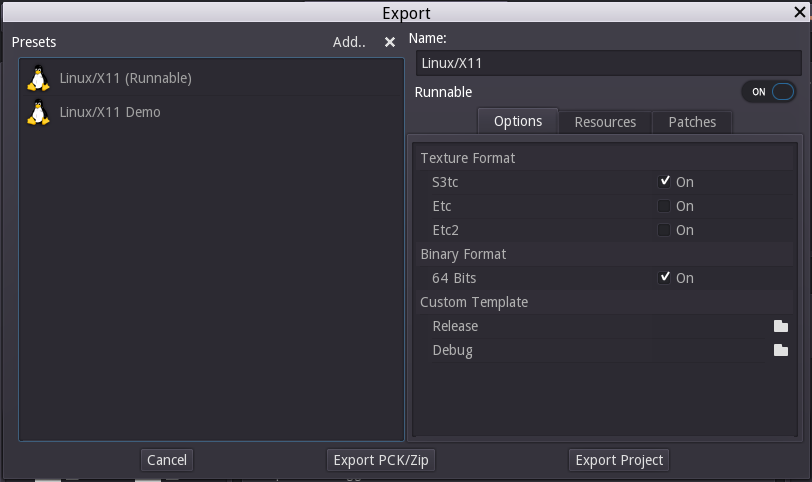 Export
Presets
Add..
Name:
Linux/X11 (Runnable)
Linux/X11 Demo
Linux/X11
Runnable
ON
Options
Resources
Patches
Texture Format
S3tc
On
Etc
On
Etc2
On
Binary Format
64 Bits
On
Custom Template
Release
Debug
Cancel
Export PCK/Zip
Export Project